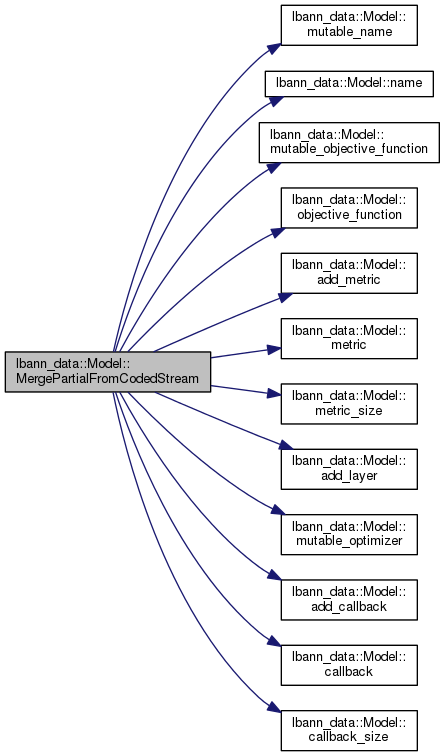 lbann_data::Model::
mutable_name
lbann_data::Model::name
lbann_data::Model::
mutable_objective_function
lbann_data::Model::
objective_function
lbann_data::Model::
add_metric
lbann_data::Model::
metric
lbann_data::Model::
MergePartialFromCodedStream
lbann_data::Model::
metric_size
lbann_data::Model::
add_layer
lbann_data::Model::
mutable_optimizer
lbann_data::Model::
add_callback
lbann_data::Model::
callback
lbann_data::Model::
callback_size